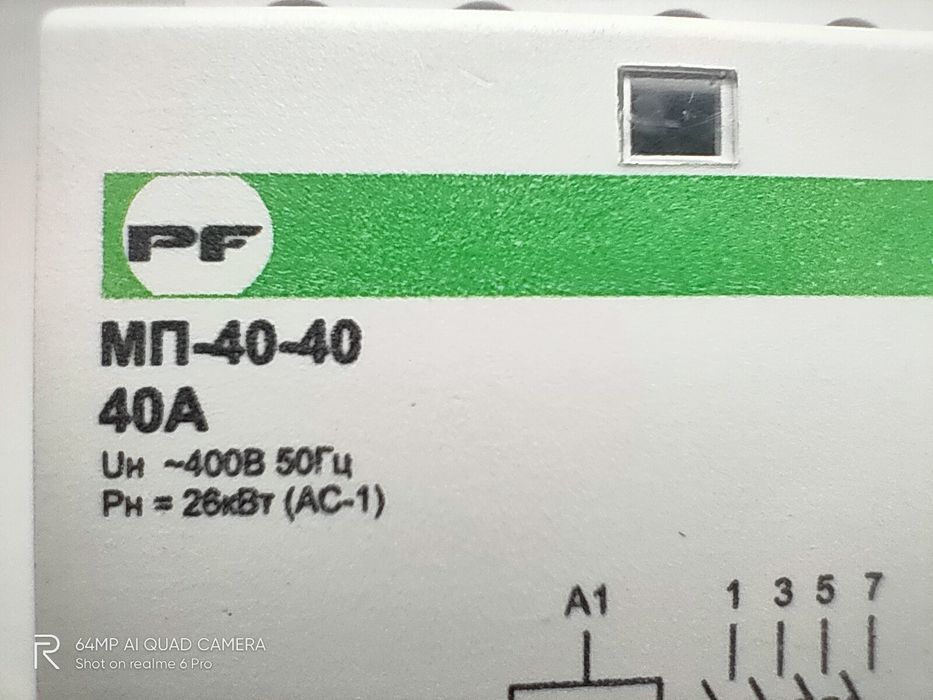 PF
МП-40-40
40А
Uн ~400В 50Гц
Рн = 26кВт (АС-1)
A1 1 3 5 7
R 64MP AI QUAD CAMERA
Shot on realme 6 Pro